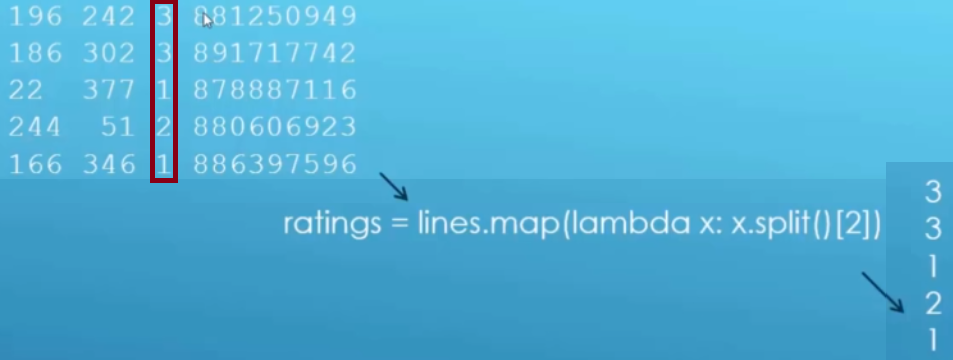 196 242 3 881250949
186 302 3 891717742
22 377 1 878887116
244 51 2 880606923
166 346 1 886397596
ratings = lines.map(lambda x: x.split()[2])
3
3
1
2
1